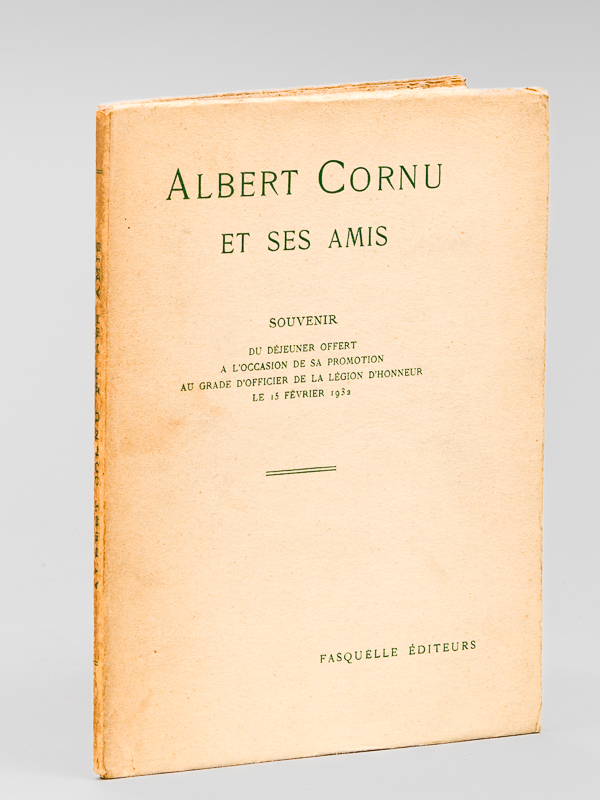 ALBERT CORNU
ET SES AMIS
SOUVENIR
DU DÉJEUNER OFFERT
A L'OCCASION DE SA PROMOTION
AU GRADE D'OFFICIER DE LA LÉGION D'HONNEUR
LE 15 FÉVRIER 1932
FASQUELLE ÉDITEURS